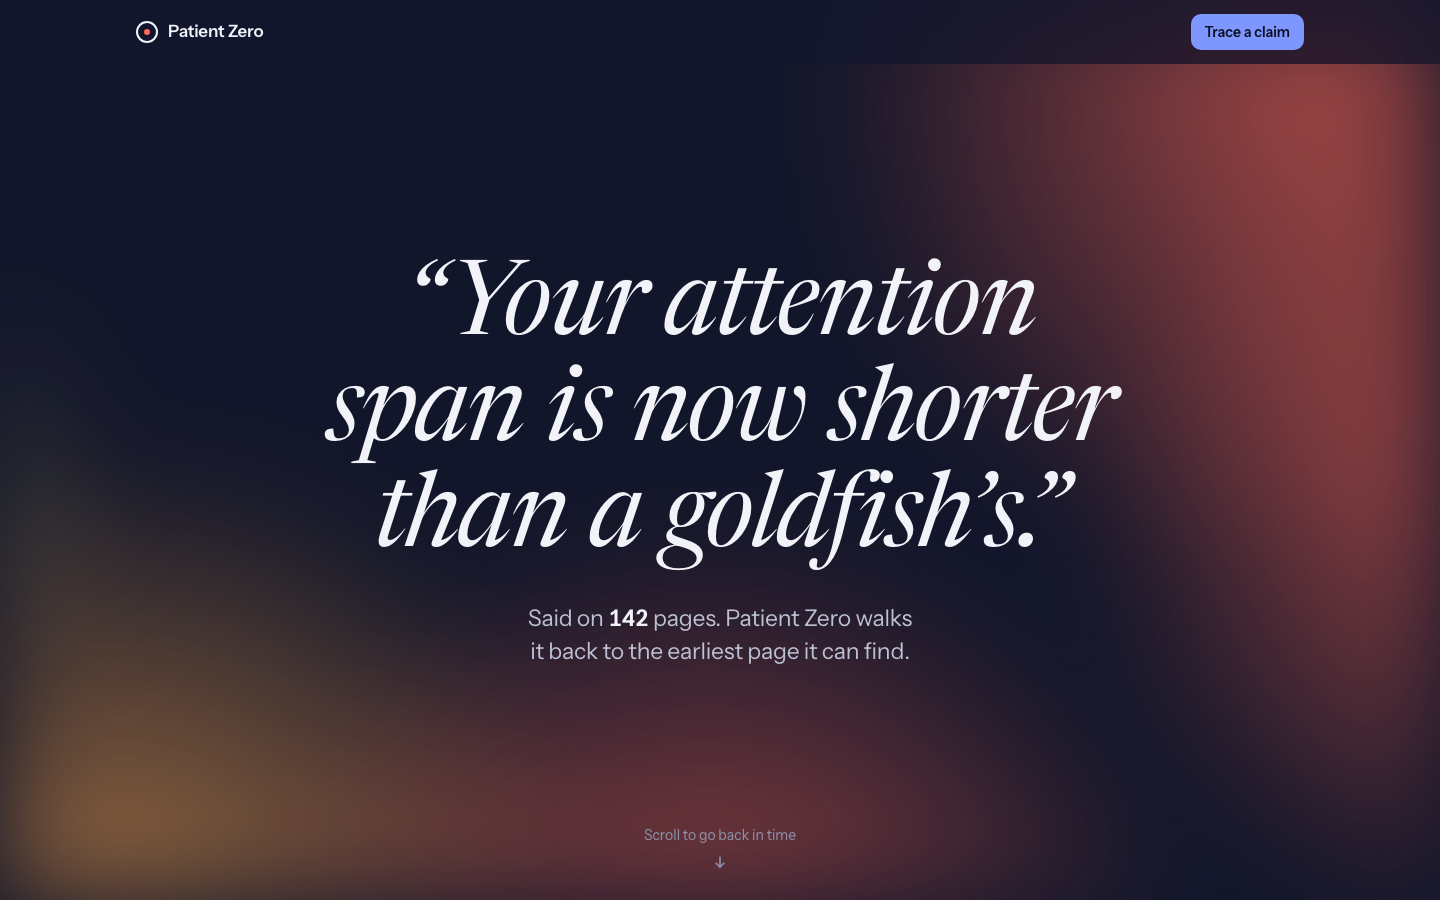 Patient Zero
Trace a claim
“Your attention
span is now shorter
than a goldfish’s.”
Said on 142 pages. Patient Zero walks
it back to the earliest page it can find.
Scroll to go back in time